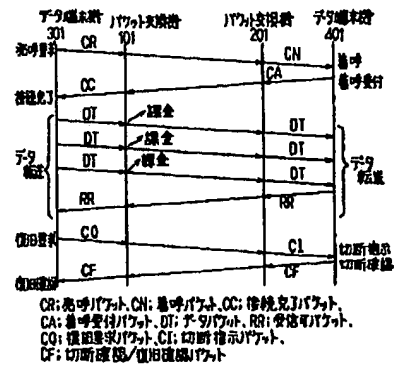 データ端末樹 パケット交換樹 パケット交換樹 データ端末樹
301 101 201 401
発呼要求 CR CN 着呼
CA 着呼受付
接続完了 CC
DT 課金 DT
DT 課金 DT
データ転送 DT 課金 DT データ転送
RR RR
復旧要求 CQ CI 切断指示
復旧確認 CF CF 切断確認
CR;発呼パケット、CN;着呼パケット、CC;接続完了パケット、
CA;着呼受付パケット、DT;データパケット、RR;受信可パケット、
CQ;復旧要求パケット、CI;切断指示パケット、
CF;切断確認/復旧確認パケット